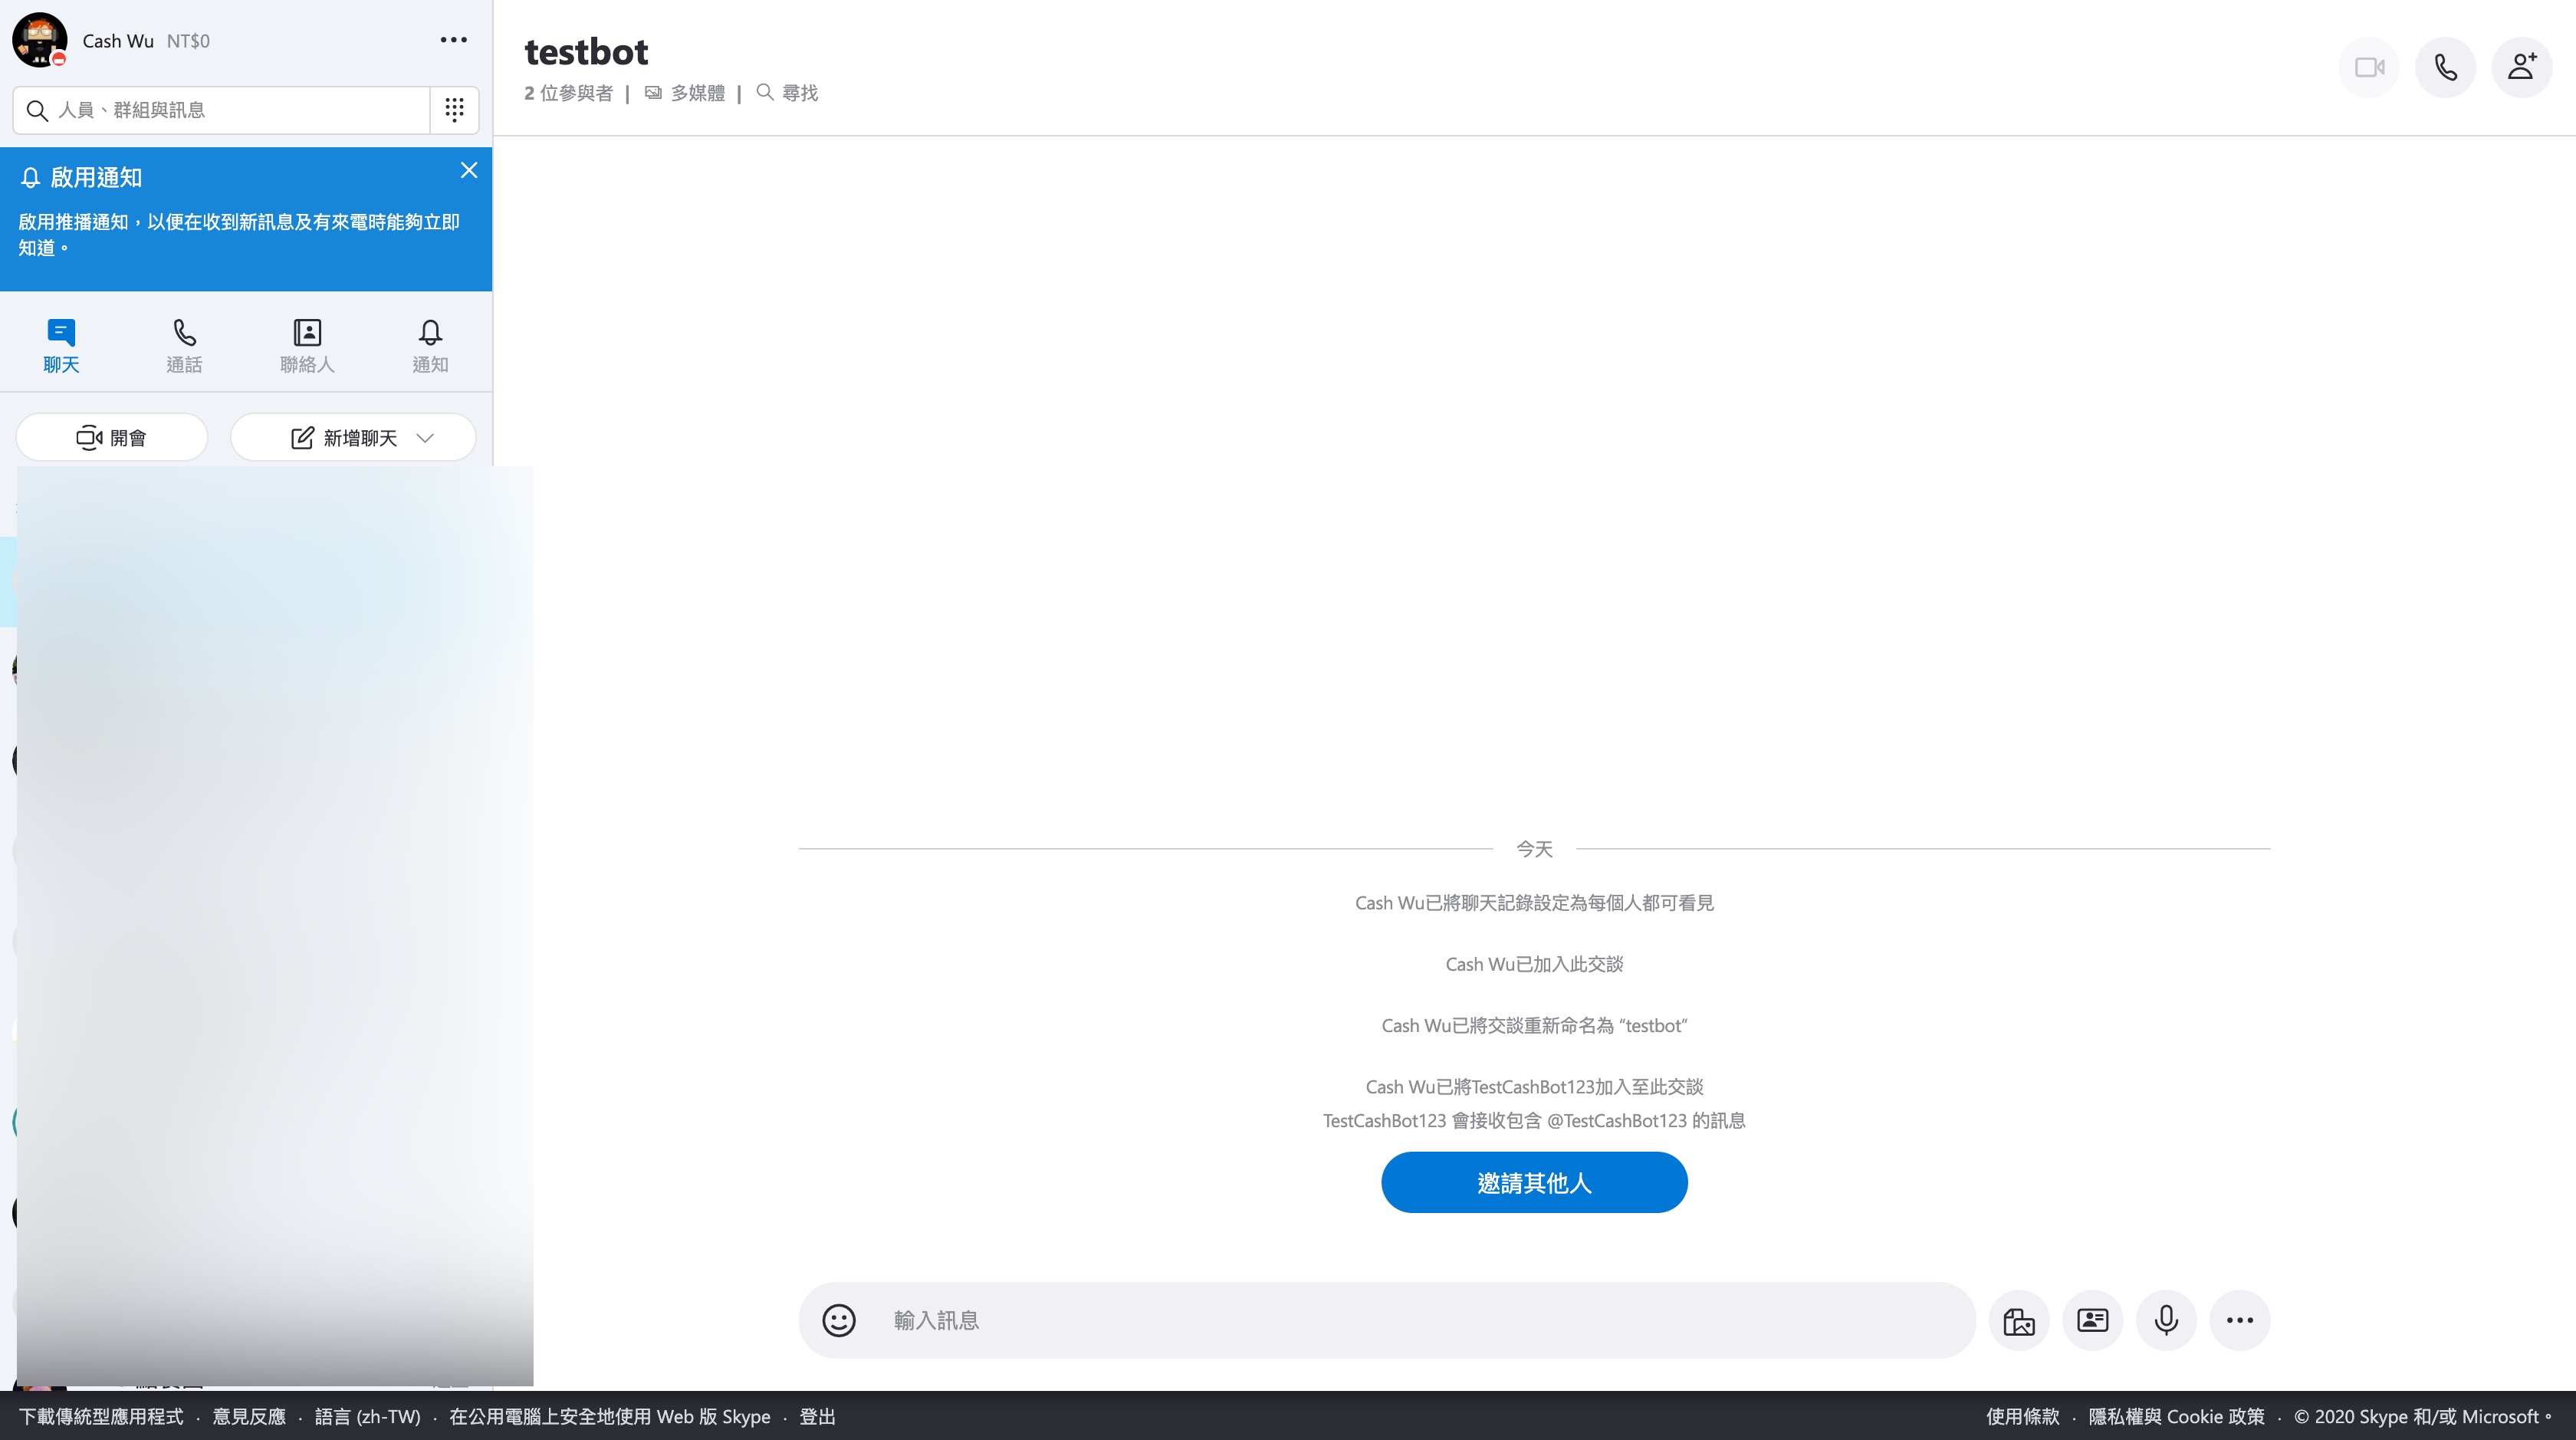 Cash Wu NT$0
人員、群組與訊息
啟用通知
啟用推播通知，以便在收到新訊息及有來電時能夠立即
知道。
聊天
通話
聯絡人
通知
開會
新增聊天
testbot
2 位參與者 | 多媒體 | 尋找
今天
Cash Wu已將聊天記錄設定為每個人都可看見
Cash Wu已加入此交談
Cash Wu已將交談重新命名為 “testbot”
Cash Wu已將TestCashBot123加入至此交談
TestCashBot123 會接收包含 @TestCashBot123 的訊息
邀請其他人
輸入訊息
下載傳統型應用程式 · 意見反應 · 語言 (zh-TW) · 在公用電腦上安全地使用 Web 版 Skype · 登出
使用條款 · 隱私權與 Cookie 政策 · © 2020 Skype 和/或 Microsoft。